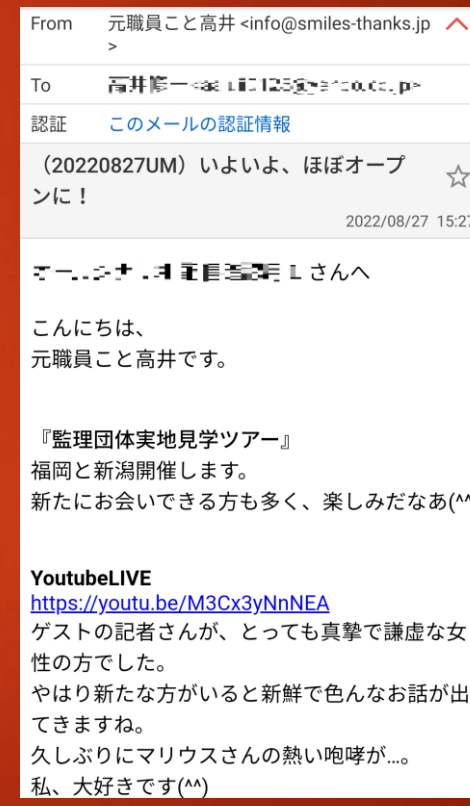 From 元職員こと高井 <info@smiles-thanks.jp
>
To
認証 このメールの認証情報
（20220827UM）いよいよ、ほぼオープ
ンに！
2022/08/27 15:27
さんへ
こんにちは、
元職員こと高井です。
『監理団体実地見学ツアー』
福岡と新潟開催します。
新たにお会いできる方も多く、楽しみだなあ(^^
YoutubeLIVE
https://youtu.be/M3Cx3yNnNEA
ゲストの記者さんが、とっても真摯で謙虚な女
性の方でした。
やはり新たな方がいると新鮮で色んなお話が出
てきますね。
久しぶりにマリウスさんの熱い咆哮が…。
私、大好きです(^^)